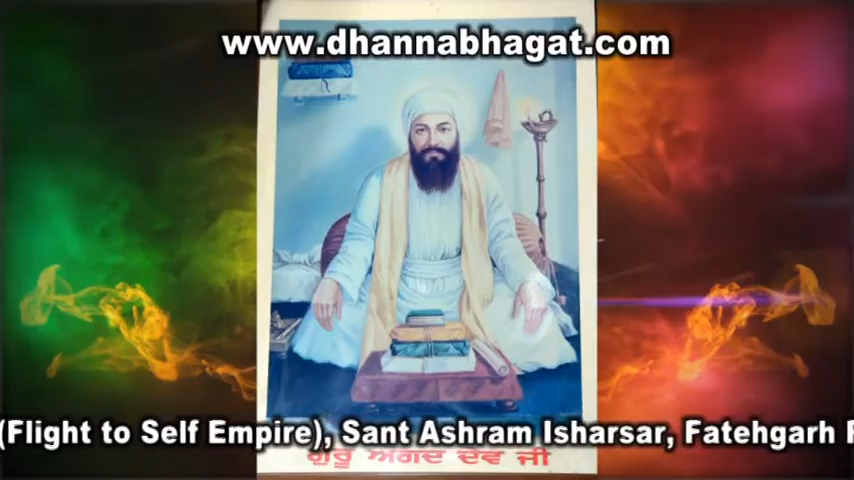 www.dhannabhagat.com
(Flight to Self Empire), Sant Ashram Isharsar, Fatehgarh
ਗੁਰੂ ਅੰਗਦ ਦੇਵ ਜੀ